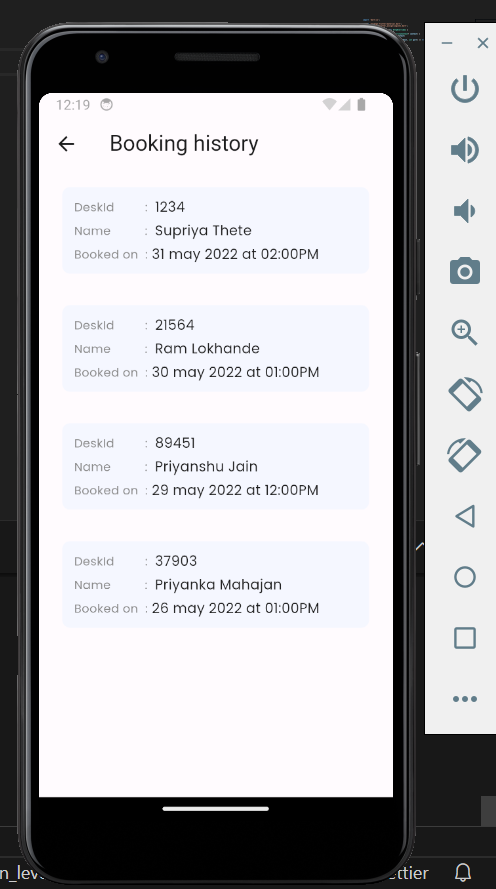 12:19
Booking history
DeskId : 1234
Name : Supriya Thete
Booked on : 31 may 2022 at 02:00PM
DeskId : 21564
Name : Ram Lokhande
Booked on : 30 may 2022 at 01:00PM
DeskId : 89451
Name : Priyanshu Jain
Booked on : 29 may 2022 at 12:00PM
DeskId : 37903
Name : Priyanka Mahajan
Booked on : 26 may 2022 at 01:00PM